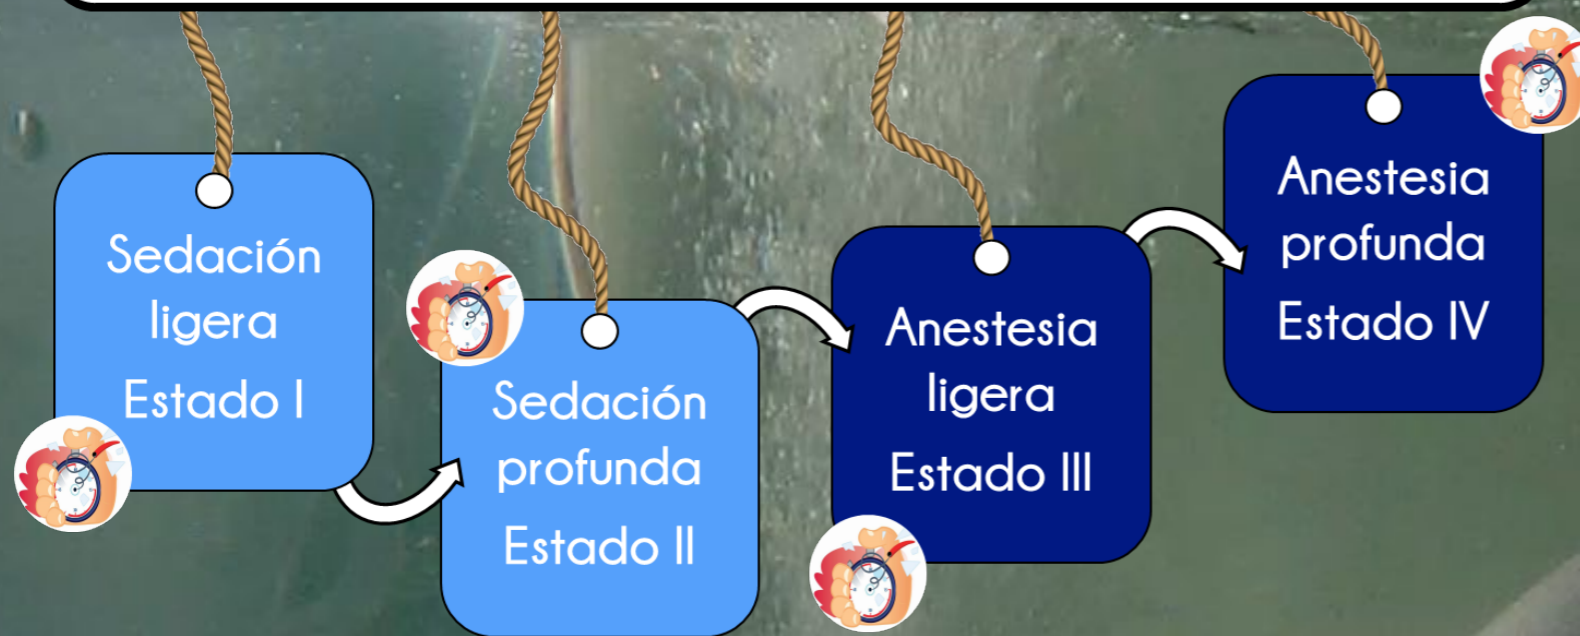 Sedación
ligera
Estado I
Sedación
profunda
Estado II
Anestesia
ligera
Estado III
Anestesia
profunda
Estado IV